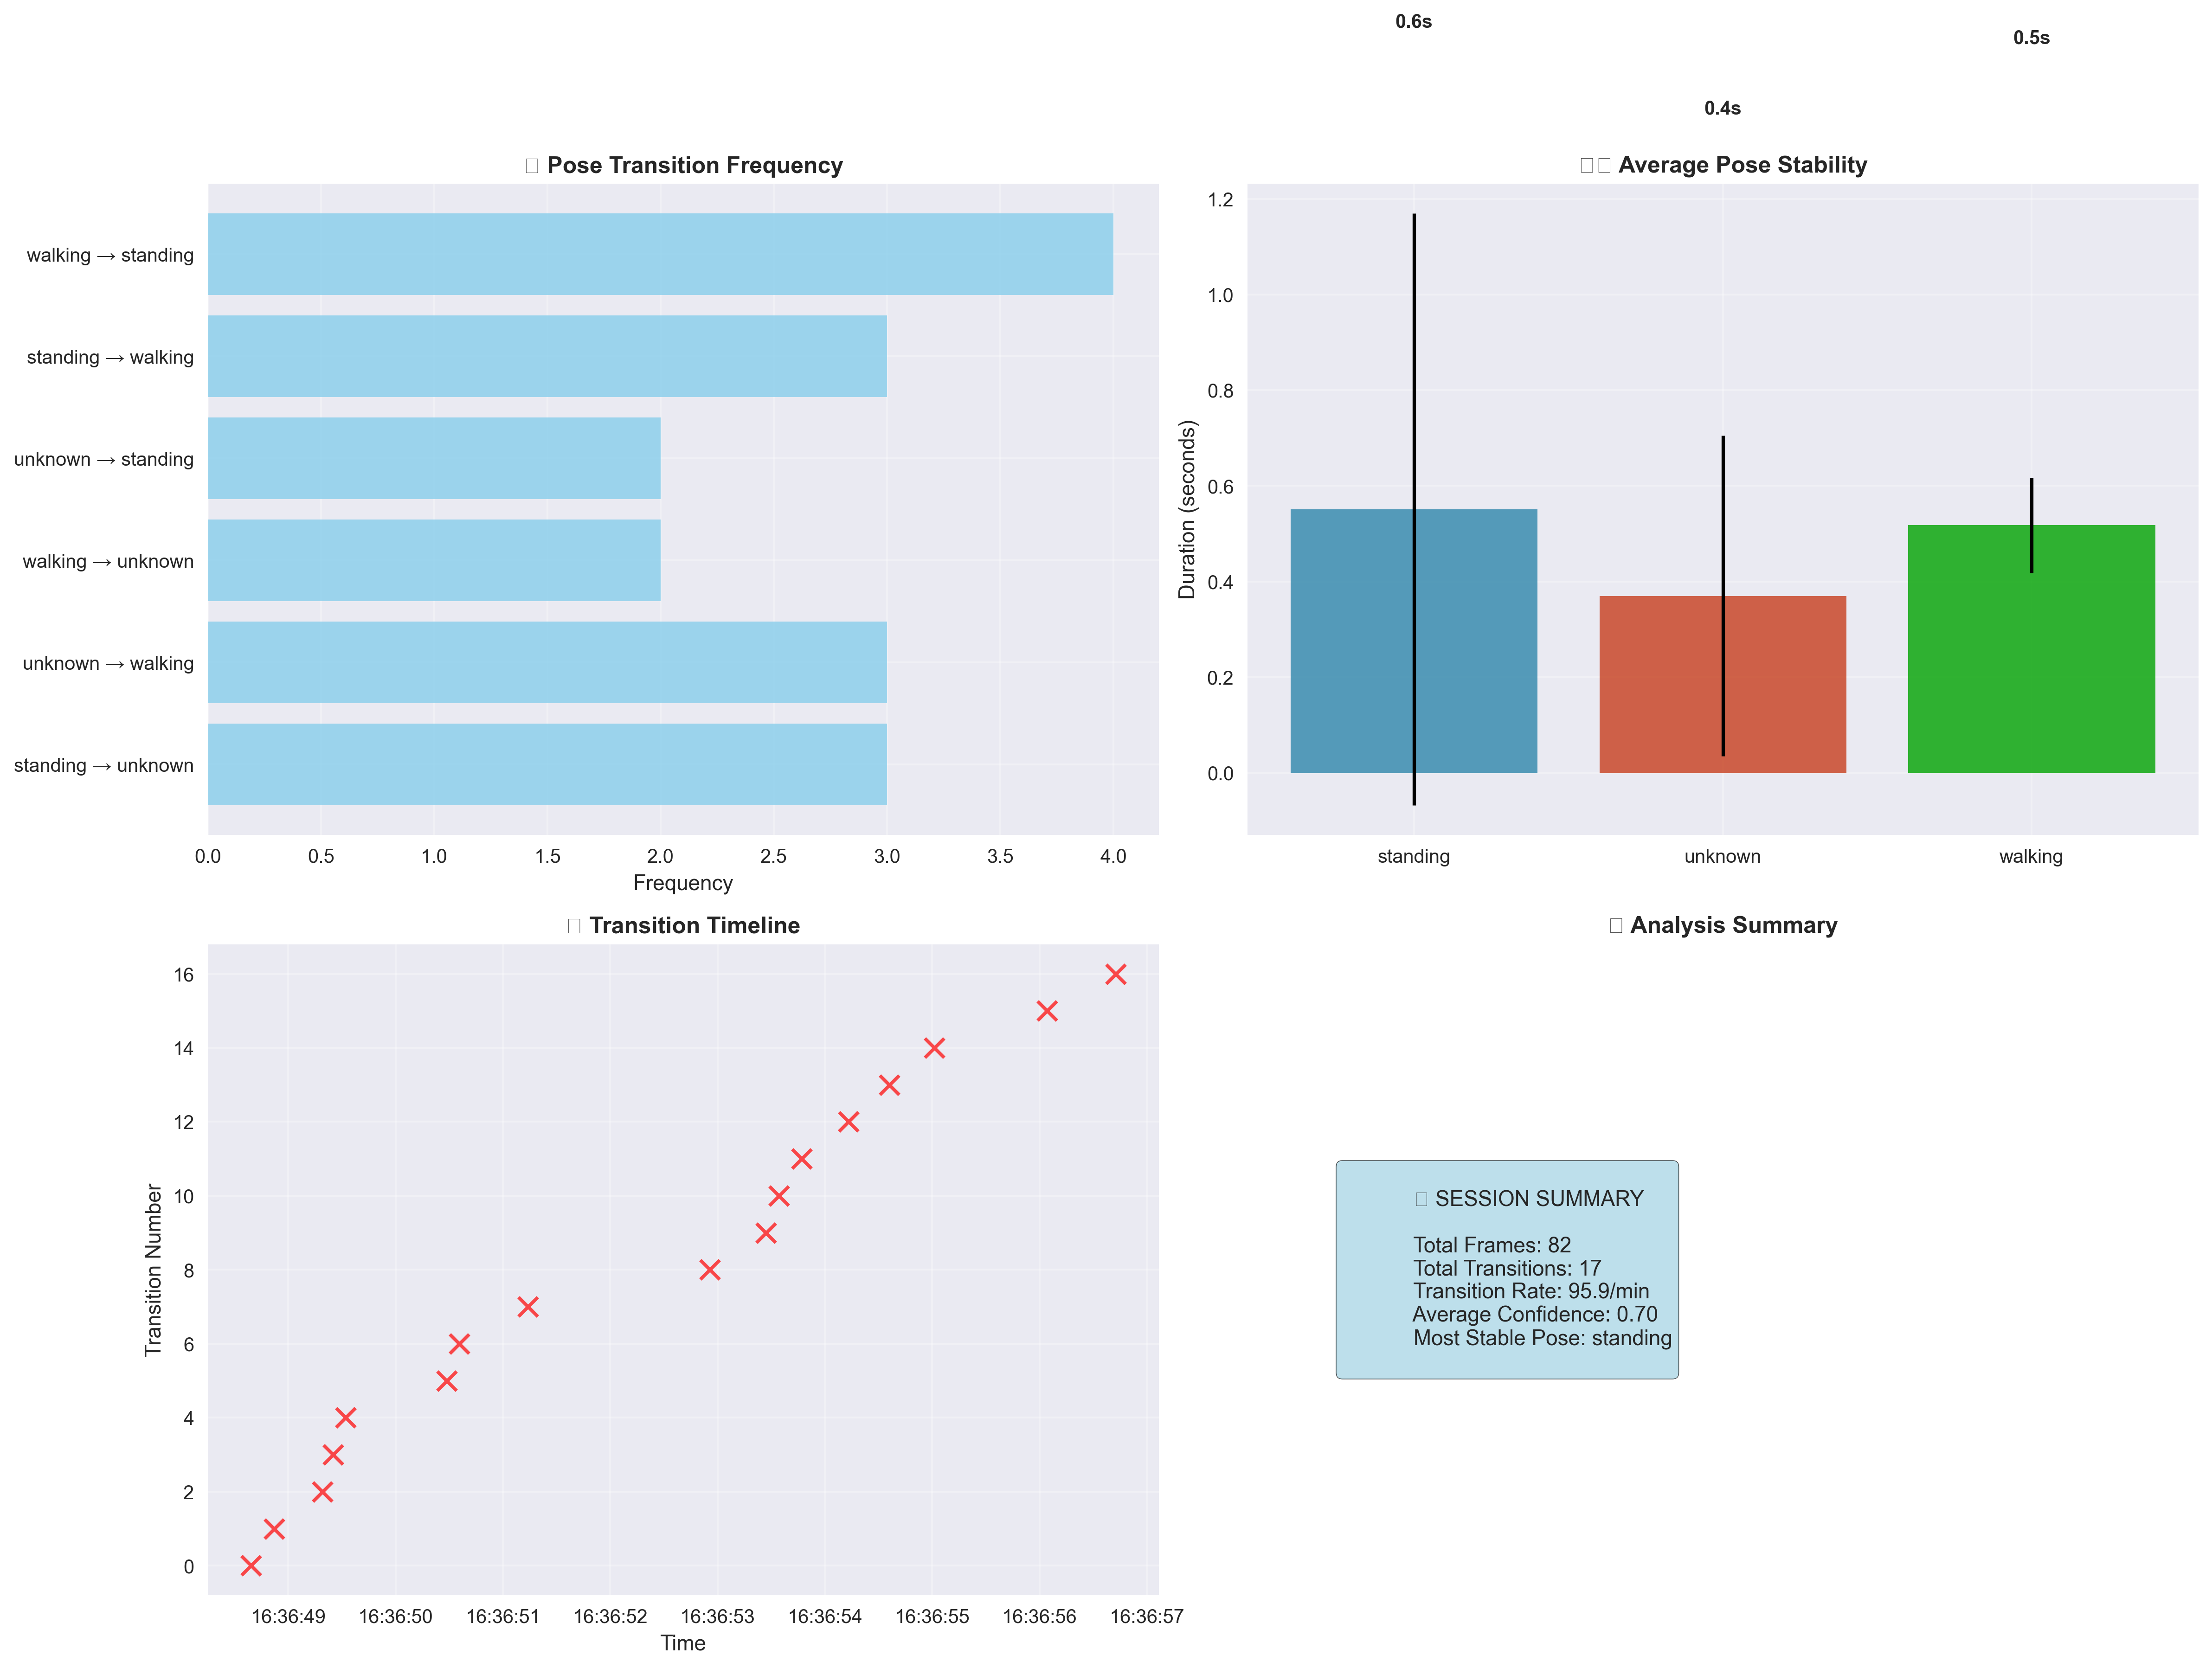 0.6s
0.5s
0.4s
Pose Transition Frequency
walking → standing
standing → walking
unknown → standing
walking → unknown
unknown → walking
standing → unknown
0.0 0.5 1.0 1.5 2.0 2.5 3.0 3.5 4.0
Frequency
Average Pose Stability
Duration (seconds)
1.2
1.0
0.8
0.6
0.4
0.2
0.0
standing unknown walking
Transition Timeline
Transition Number
16
14
12
10
8
6
4
2
0
16:36:49 16:36:50 16:36:51 16:36:52 16:36:53 16:36:54 16:36:55 16:36:56 16:36:57
Time
Analysis Summary
SESSION SUMMARY
Total Frames: 82
Total Transitions: 17
Transition Rate: 95.9/min
Average Confidence: 0.70
Most Stable Pose: standing